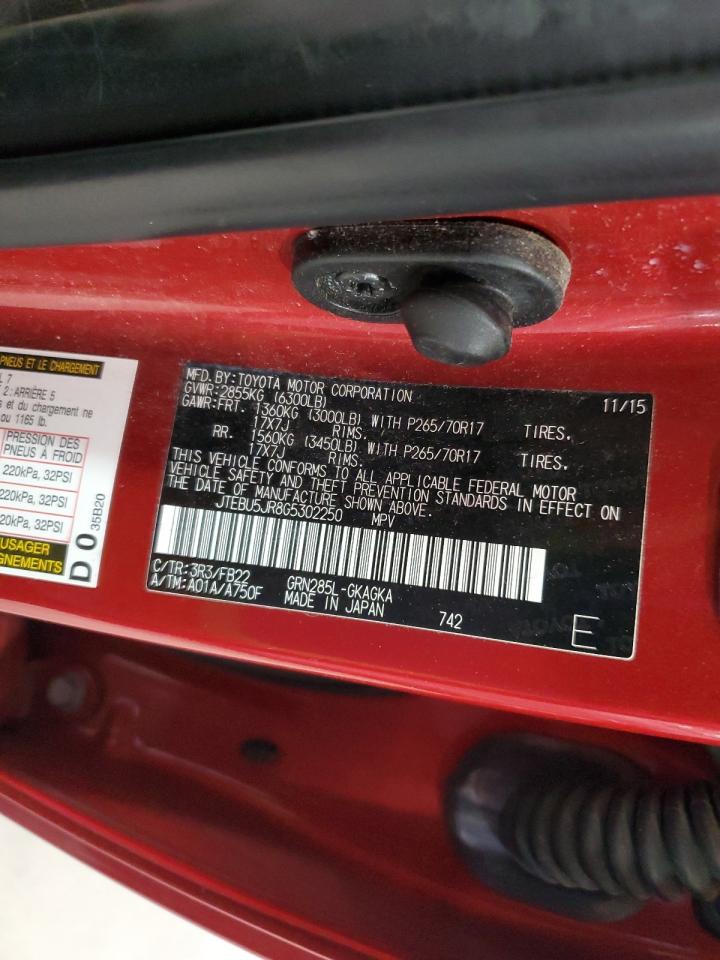 PNEUS ET LE CHARGEMENT
7
2:ARRIÈRE 5
s et du chargement ne
ou 1165 lb.
PRESSION DES
PNEUS À FROID
220kPa, 32PSI
220kPa, 32PSI
20kPa, 32PSI
USAGER
GNEMENTS
D 0 35B20
MFD.BY:TOYOTA MOTOR CORPORATION 11/15
GVWR:2855KG (6300LB)
GAWR:FRT. 1360KG (3000LB) WITH P265/70R17 TIRES.
17X7J RIMS.
RR. 1560KG (3450LB) WITH P265/70R17 TIRES.
17X7J RIMS.
THIS VEHICLE CONFORMS TO ALL APPLICABLE FEDERAL MOTOR
VEHICLE SAFETY AND THEFT PREVENTION STANDARDS IN EFFECT ON
THE DATE OF MANUFACTURE SHOWN ABOVE.
JTEBU5JR8G5302250 MPV
C/TR:3R3/FB22 GRN285L-GKAGKA
A/TM:A01A/A750F MADE IN JAPAN 742 E